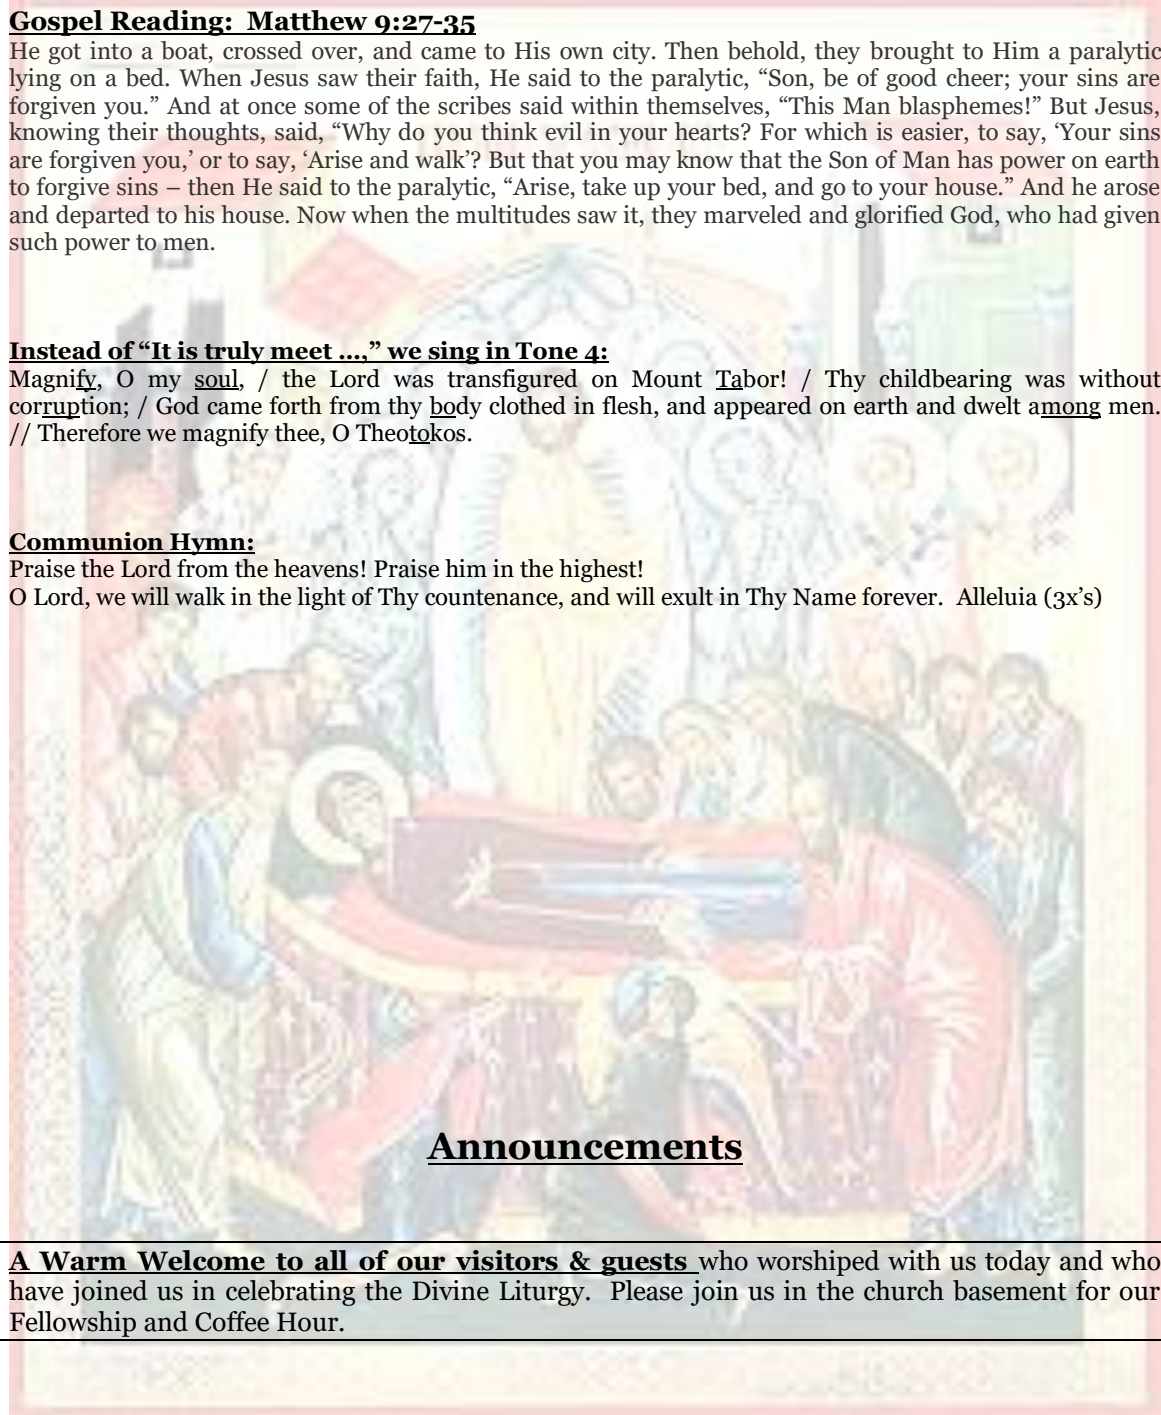 Gospel Reading:  Matthew 9:27-35
He got into a boat, crossed over, and came to His own city. Then behold, they brought to Him a paralytic
lying on a bed. When Jesus saw their faith, He said to the paralytic, “Son, be of good cheer; your sins are
forgiven you.” And at once some of the scribes said within themselves, “This Man blasphemes!” But Jesus,
knowing their thoughts, said, “Why do you think evil in your hearts? For which is easier, to say, ‘Your sins
are forgiven you,’ or to say, ‘Arise and walk’? But that you may know that the Son of Man has power on earth
to forgive sins – then He said to the paralytic, “Arise, take up your bed, and go to your house.” And he arose
and departed to his house. Now when the multitudes saw it, they marveled and glorified God, who had given
such power to men.
Instead of “It is truly meet …,” we sing in Tone 4:
Magnify, O my soul, / the Lord was transfigured on Mount Tabor! / Thy childbearing was without
corruption; / God came forth from thy body clothed in flesh, and appeared on earth and dwelt among men.
// Therefore we magnify thee, O Theotokos.
Communion Hymn:
Praise the Lord from the heavens! Praise him in the highest!
O Lord, we will walk in the light of Thy countenance, and will exult in Thy Name forever.  Alleluia (3x’s)
Announcements
A Warm Welcome to all of our visitors & guests who worshiped with us today and who
have joined us in celebrating the Divine Liturgy.  Please join us in the church basement for our
Fellowship and Coffee Hour.